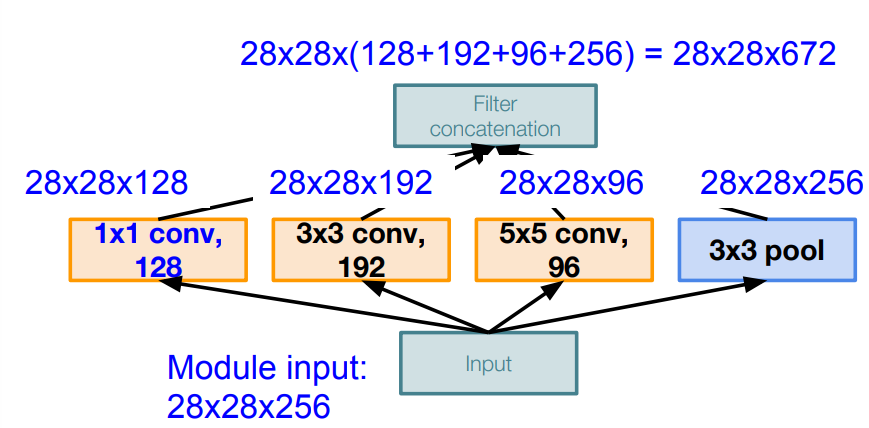 28x28x(128+192+96+256) = 28x28x672
Filter
concatenation
28x28x128
28x28x192
28x28x96
28x28x256
1x1 conv,
128
3x3 conv,
192
5x5 conv,
96
3x3 pool
Module input:
28x28x256
Input